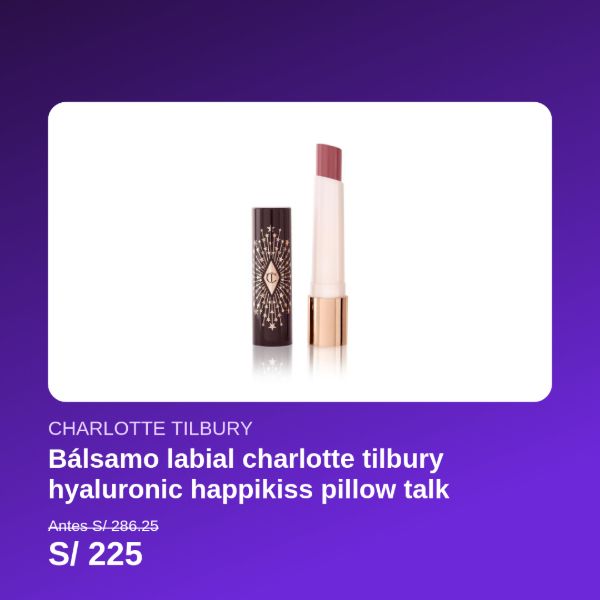 CHARLOTTE TILBURY
Bálsamo labial charlotte tilbury
hyaluronic happikiss pillow talk
Antes S/ 286.25
S/ 225